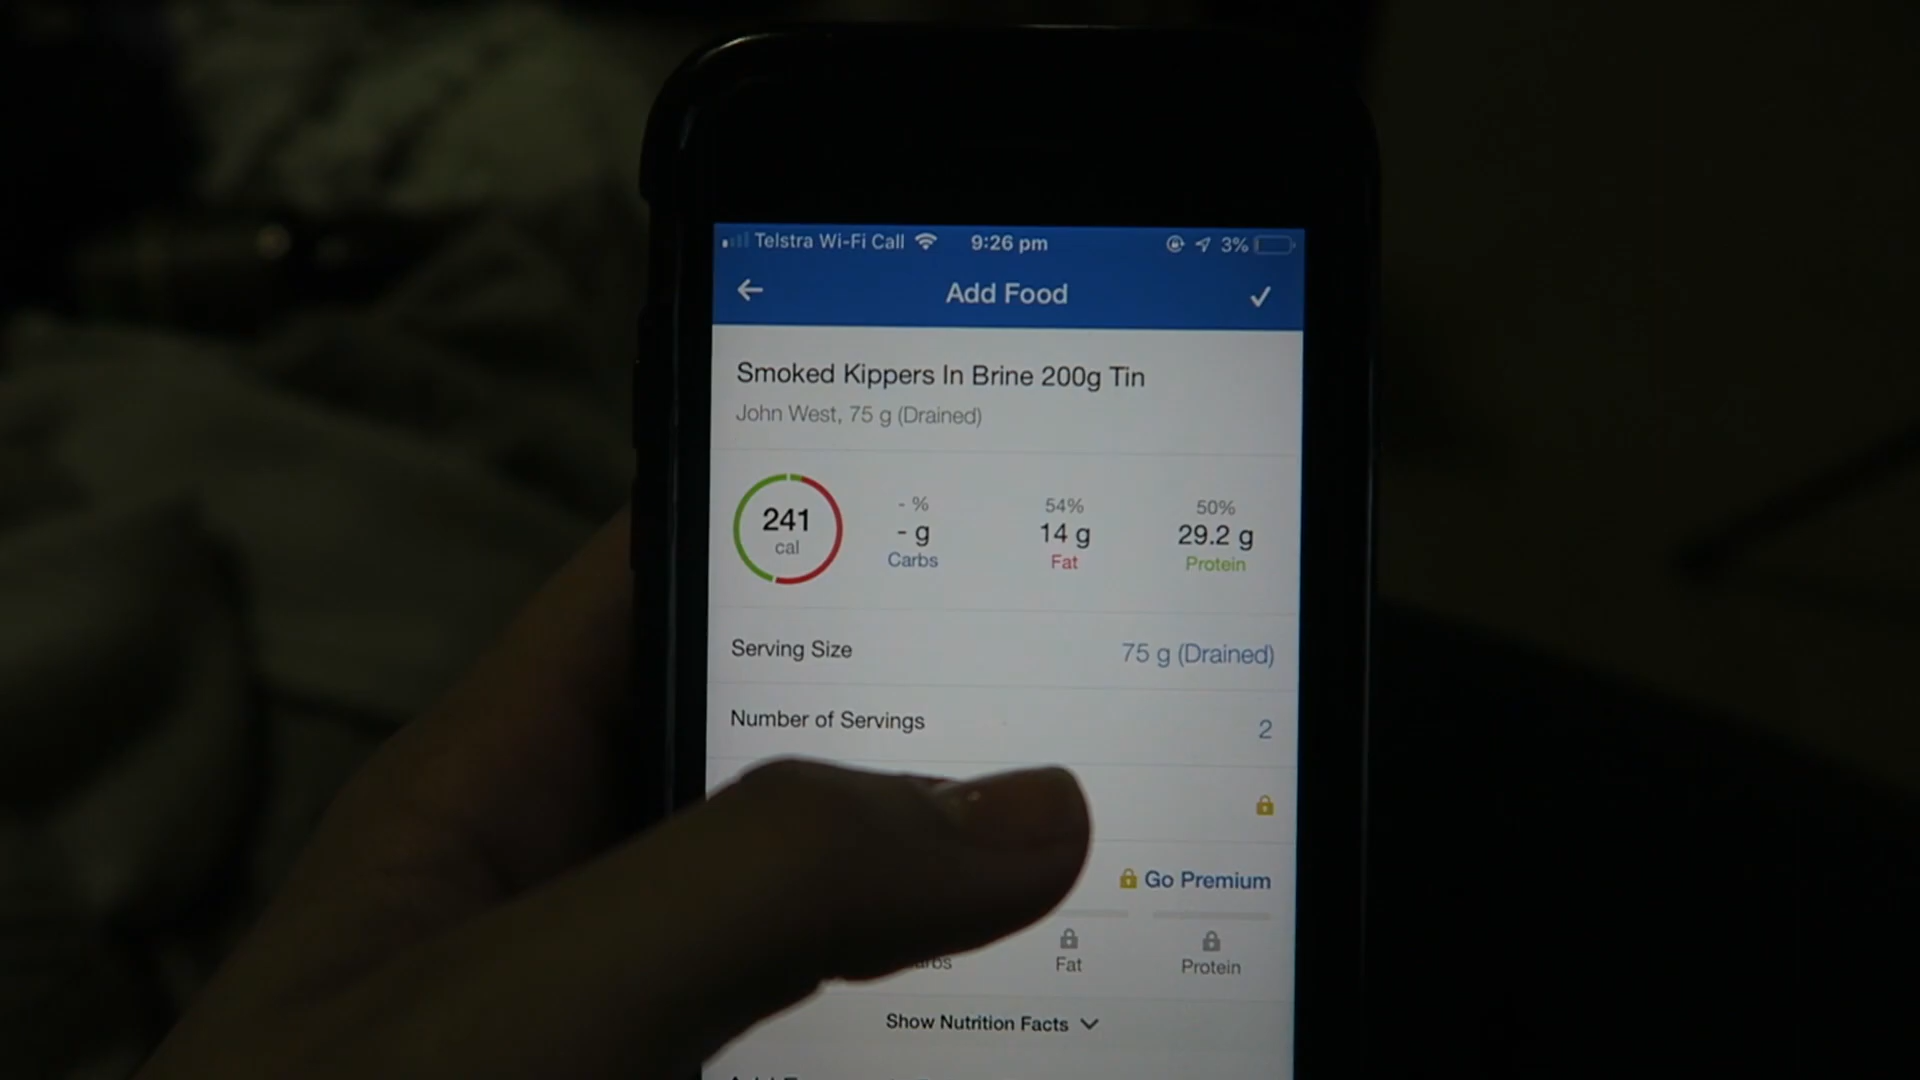 Telstra Wi-Fi Call 9:26 pm 3%
Add Food
Smoked Kippers In Brine 200g Tin
John West, 75 g (Drained)
241 cal
- % - g Carbs
54% 14 g Fat
50% 29.2 g Protein
Serving Size 75 g (Drained)
Number of Servings 2
Go Premium
Fat Protein
Show Nutrition Facts